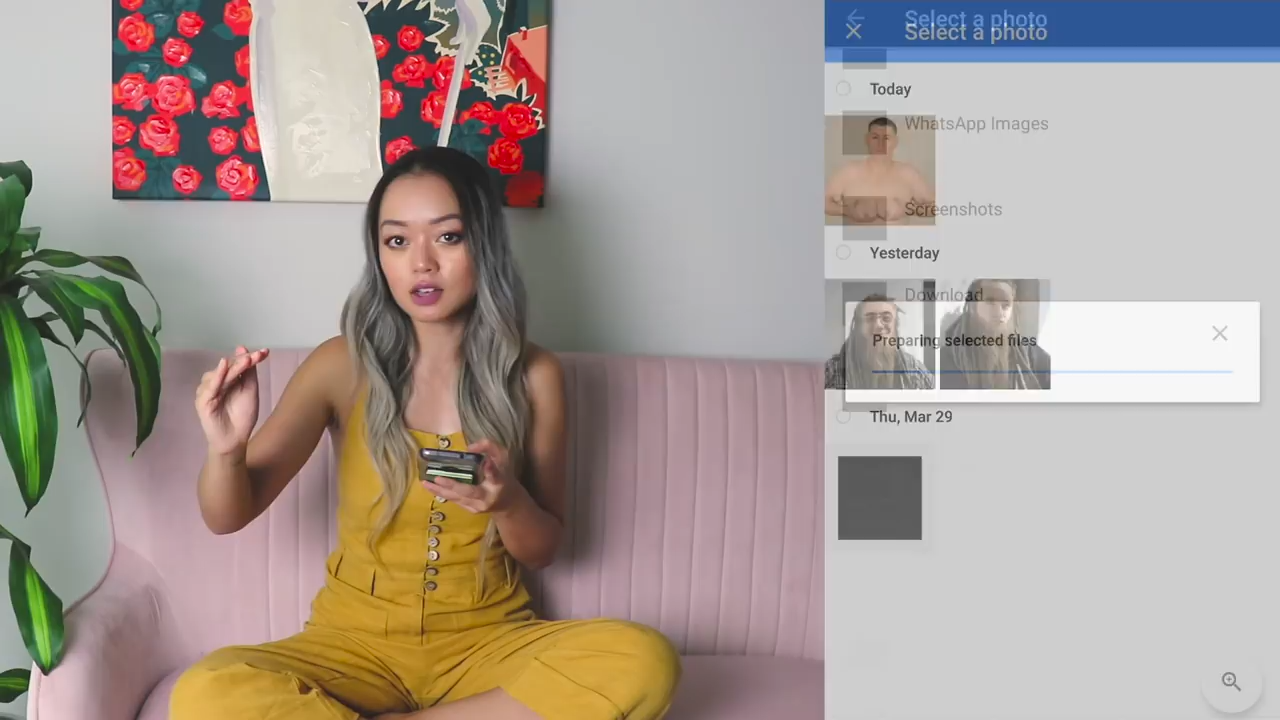 Select a photo
Select a photo
Today
WhatsApp Images
Screenshots
Yesterday
Download
Preparing selected files
Thu, Mar 29